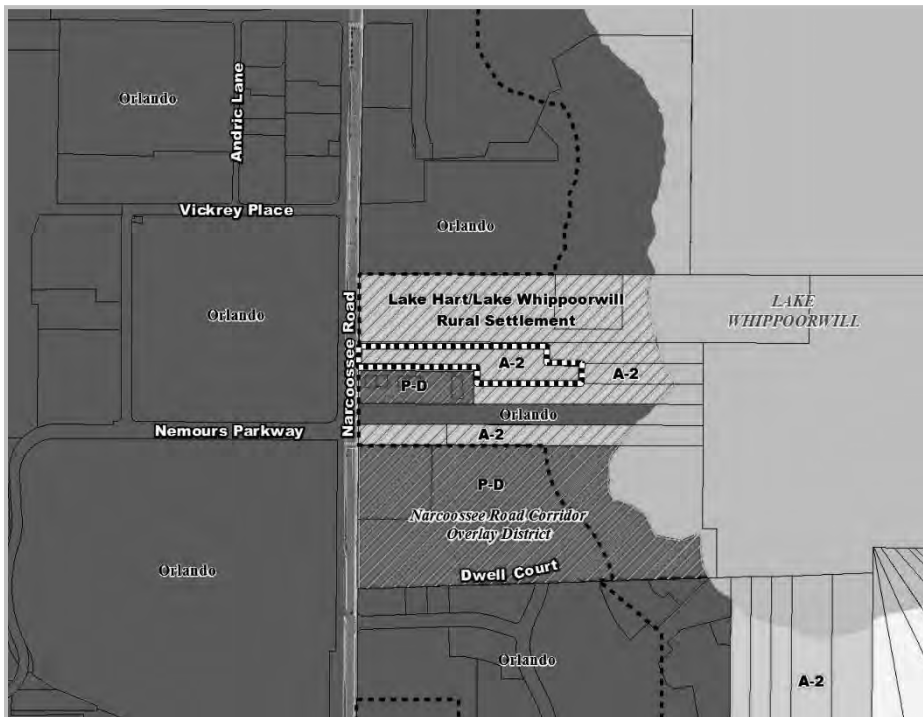 Orlando
Andric Lane
Vickrey Place
Orlando
Orlando
Narcoossee Road
Lake Hart/Lake Whippoorwill
Rural Settlement
LAKE
WHIPPOORWILL
A-2
A-2
P-D
Orlando
Nemours Parkway
A-2
P-D
Narcoossee Road Corridor
Overlay District
Dwell Court
Orlando
Orlando
A-2